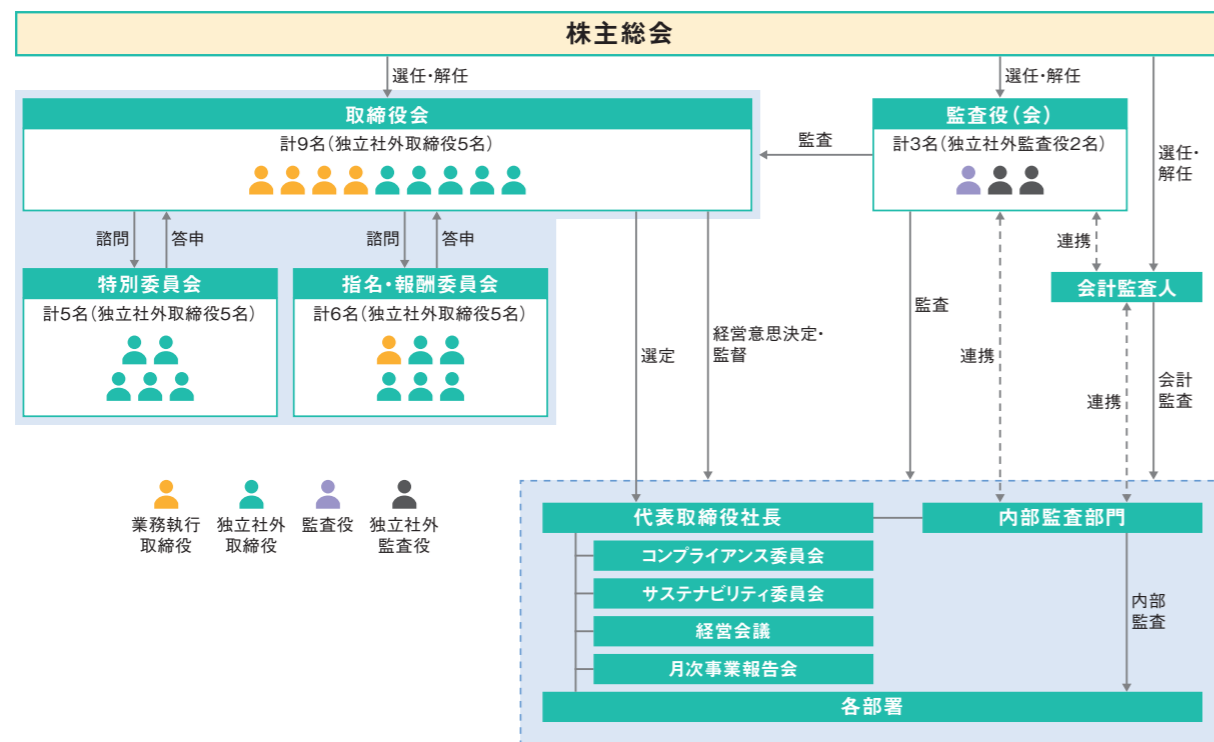 株主総会
選任・解任
選任・解任
選任・
解任
取締役会
計9名(独立社外取締役5名)
監査
監査役(会)
計3名(独立社外監査役2名)
諮問
答申
諮問
答申
連携
特別委員会
計5名(独立社外取締役5名)
指名・報酬委員会
計6名(独立社外取締役5名)
会計監査人
選定
経営意思決定・
監督
監査
連携
連携
会計
監査
業務執行
取締役
独立社外
取締役
監査役
独立社外
監査役
代表取締役社長
内部監査部門
コンプライアンス委員会
サステナビリティ委員会
経営会議
月次事業報告会
内部
監査
各部署